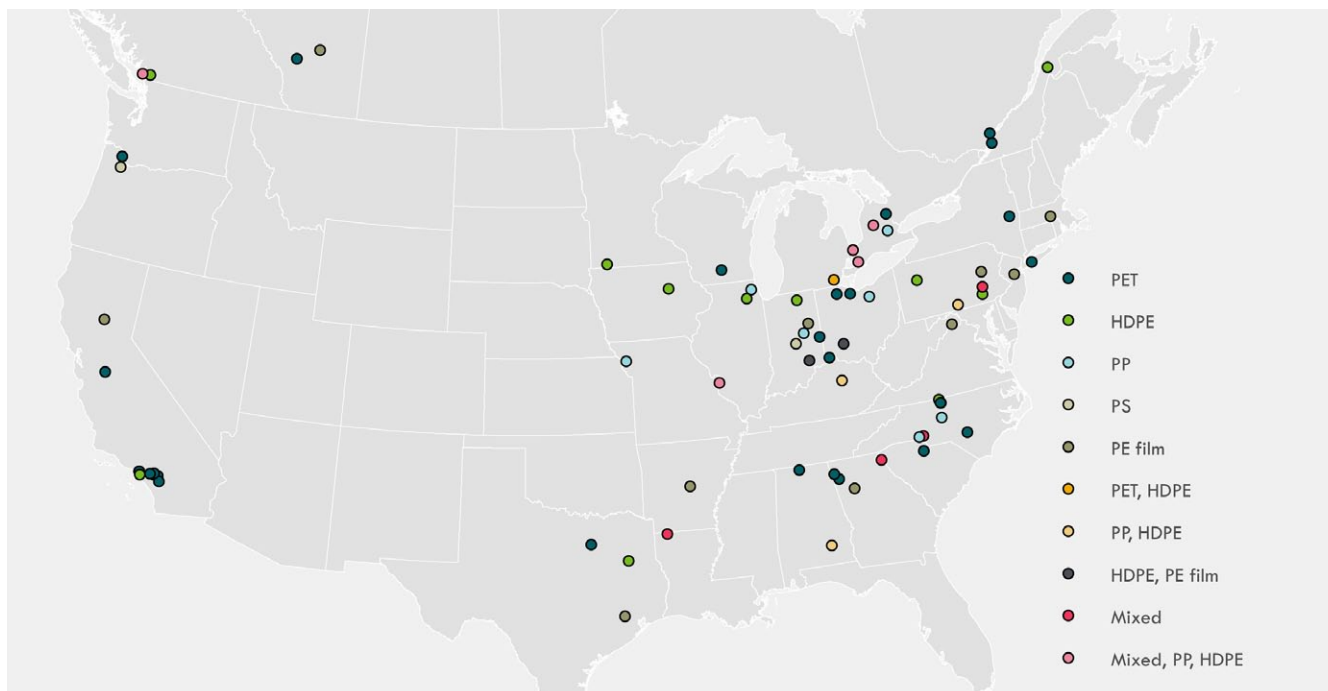 PET
HDPE
PP
PS
PE film
PET, HDPE
PP, HDPE
HDPE, PE film
Mixed
Mixed, PP, HDPE